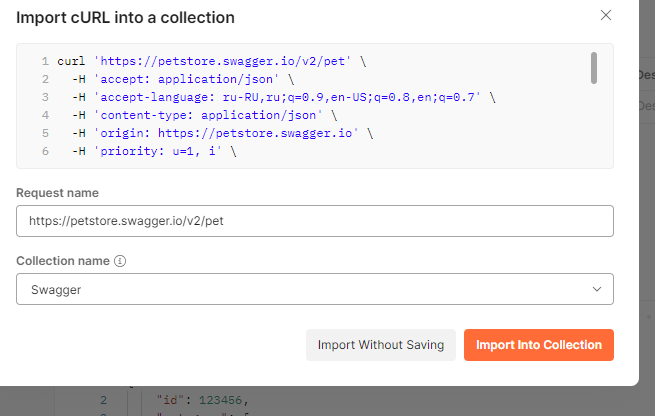 Import cURL into a collection
1 curl 'https://petstore.swagger.io/v2/pet' \
2 -H 'accept: application/json' \
3 -H 'accept-language: ru-RU,ru;q=0.9,en-US;q=0.8,en;q=0.7' \
4 -H 'content-type: application/json' \
5 -H 'origin: https://petstore.swagger.io' \
6 -H 'priority: u=1, i' \
Des
Des
Request name
https://petstore.swagger.io/v2/pet
Collection name
Swagger
Import Without Saving
Import Into Collection
2 "id": 123456,